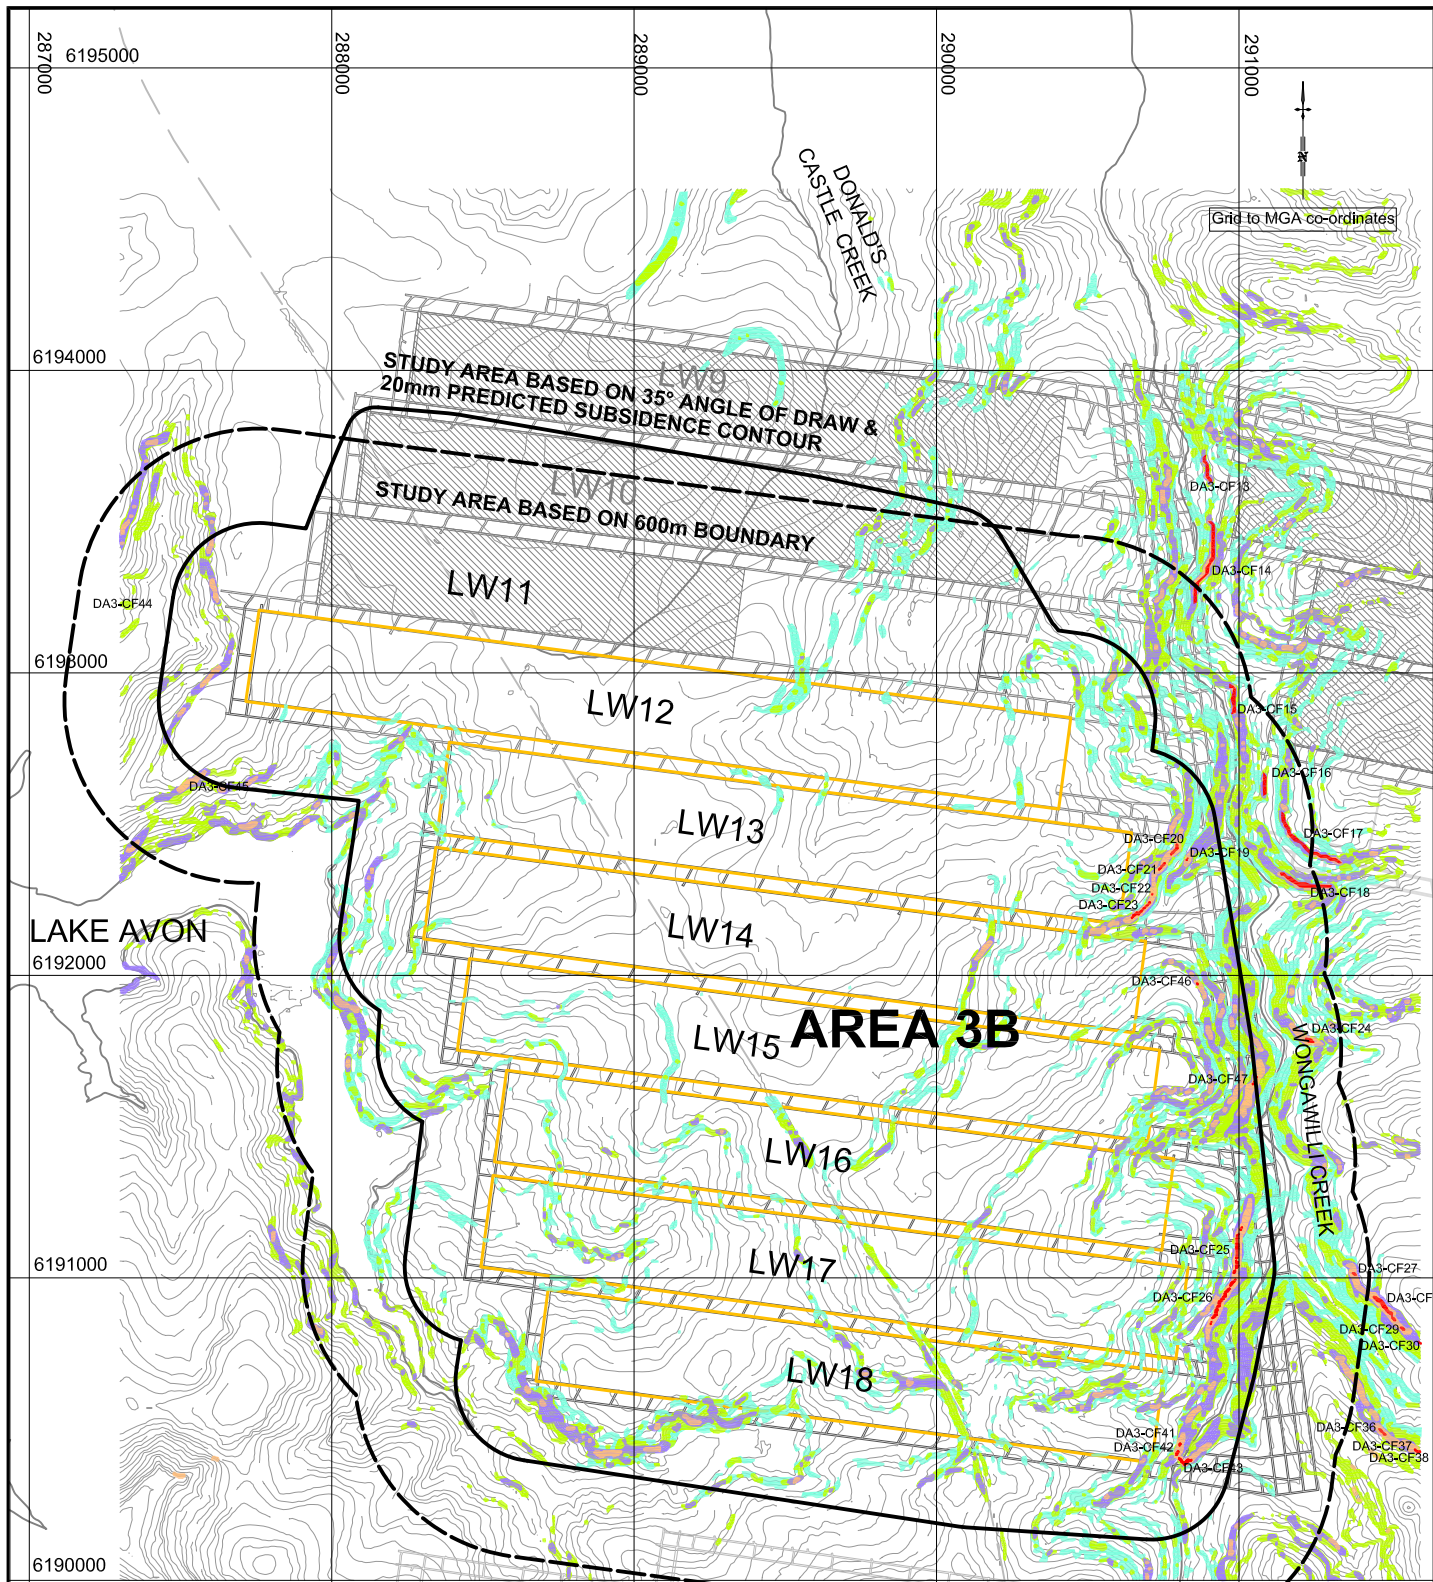 287000
288000
289000
290000
291000
6195000
N
Grid to MGA co-ordinates
DONALD'S
CASTLE CREEK
6194000
LW9
STUDY AREA BASED ON 35° ANGLE OF DRAW &
20mm PREDICTED SUBSIDENCE CONTOUR
LW10
STUDY AREA BASED ON 600m BOUNDARY
DA3-CF13
DA3-CF14
LW11
DA3-CF44
6193000
LW12
DA3-CF15
DA3-CF16
DA3-CF45
LW13
DA3-CF17
DA3-CF20
DA3-CF19
DA3-CF21
DA3-CF22
DA3-CF18
DA3-CF23
LAKE AVON
LW14
6192000
DA3-CF46
AREA 3B
LW15
DA3-CF24
WONGAWILLI CREEK
DA3-CF47
LW16
DA3-CF25
LW17
6191000
DA3-CF27
DA3-CF26
DA3-CF
DA3-CF29
DA3-CF30
LW18
DA3-CF36
DA3-CF41
DA3-CF42
DA3-CF37
DA3-CF38
DA3-CF43
6190000